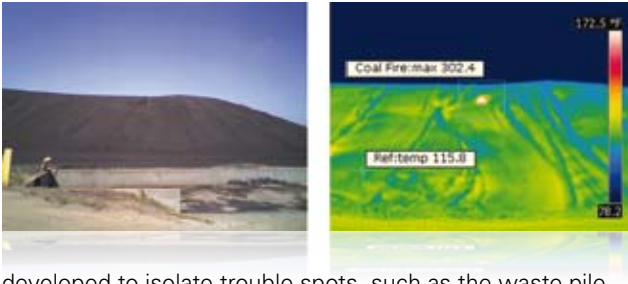 172.5 °F
Coal Fire:max 302.4
Ref:temp 115.8
78.2
developed to isolate trouble spots, such as the waste pile